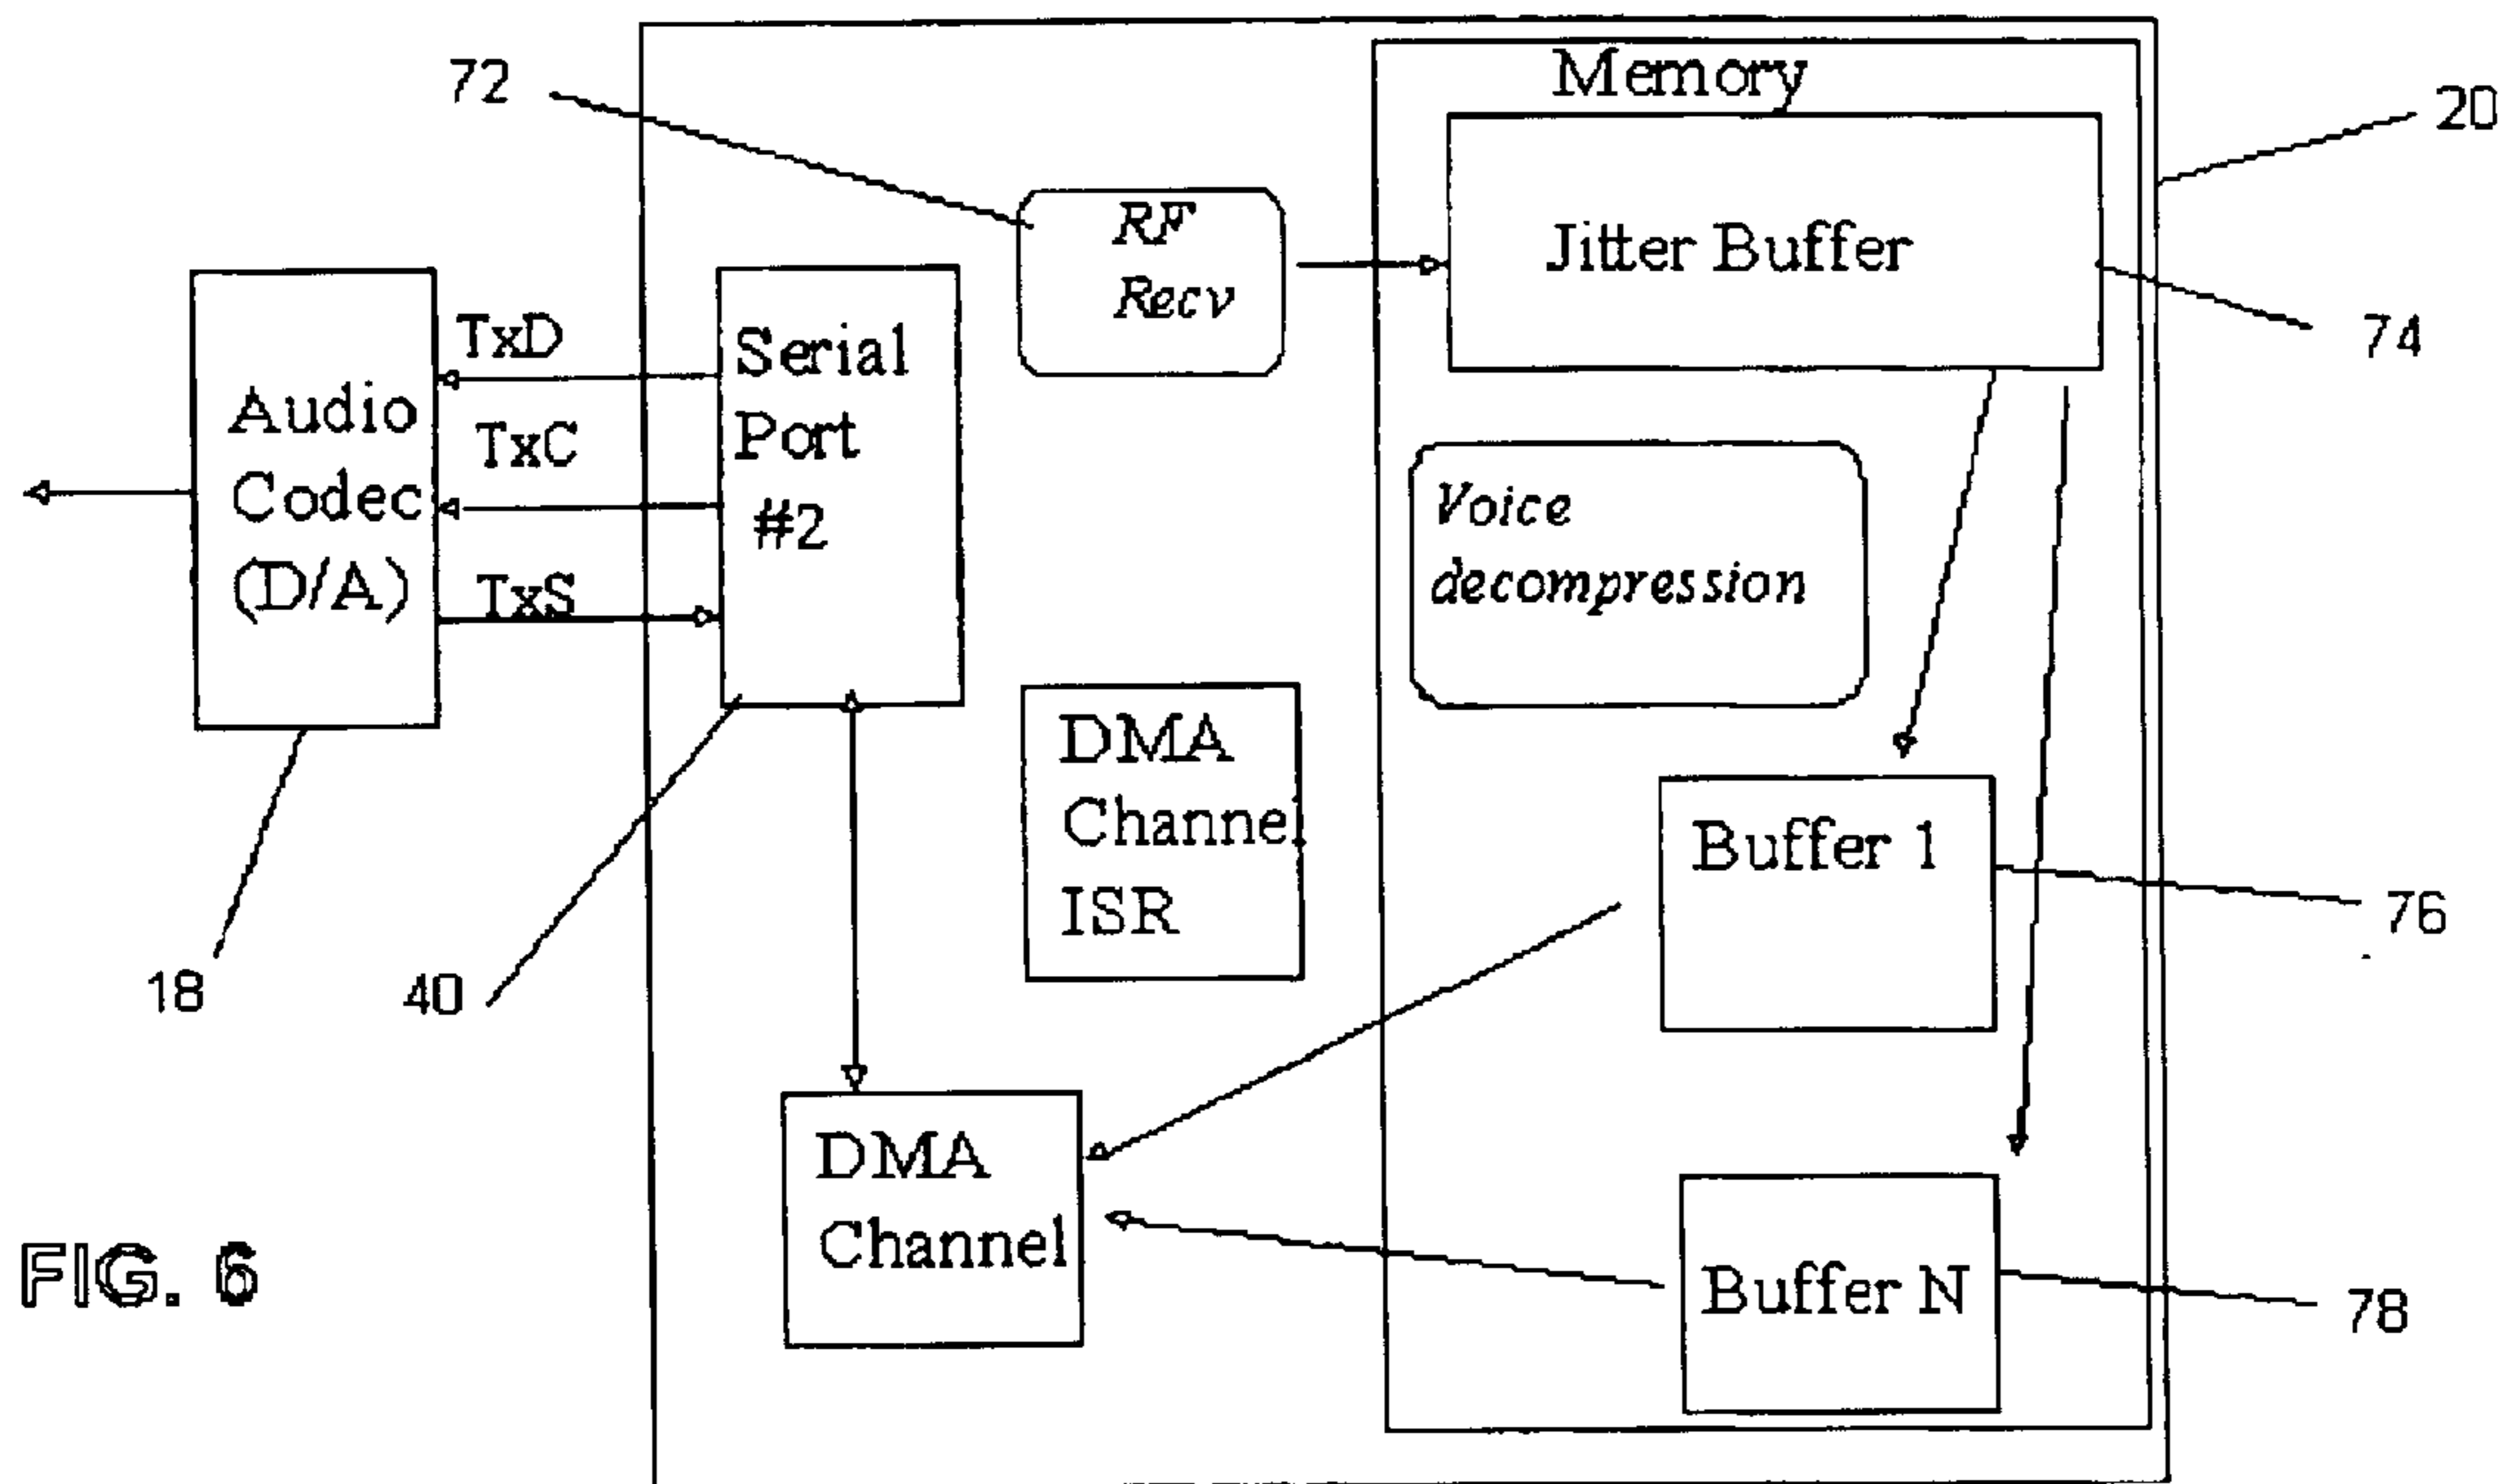 72
Memory
20
RF
Recv
Jitter Buffer
74
TxD
TxC
TxS
Audio
Codec
(D/A)
Serial
Port
#2
Voice
decompression
DMA
Channel
ISR
Buffer 1
76
18
40
DMA
Channel
Buffer N
78
FIG. 6